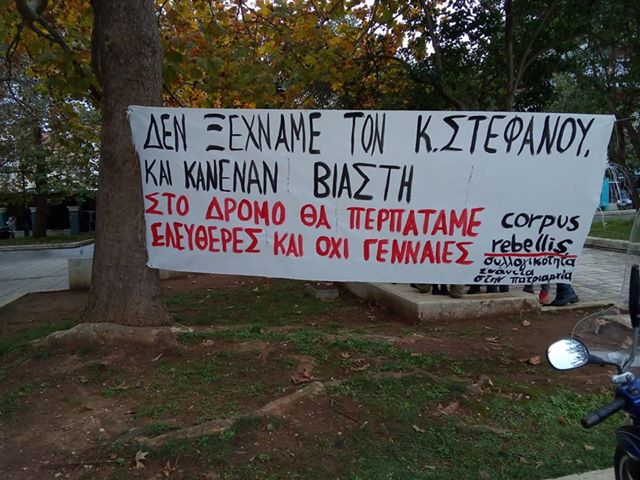 ΔΕΝ ΞΕΧΝΑΜΕ ΤΟΝ Κ.ΣΤΕΦΑΝΟΥ,
ΚΑΙ ΚΑΝΕΝΑΝ ΒΙΑΣΤΗ
ΣΤΟ ΔΡΟΜΟ ΘΑ ΠΕΡΠΑΤΑΜΕ
ΕΛΕΥΘΕΡΕΣ ΚΑΙ ΟΧΙ ΓΕΝΝΑΙΕΣ
corpus
rebellis
συλλογικότητα
ενάντια
στην πατριαρχία